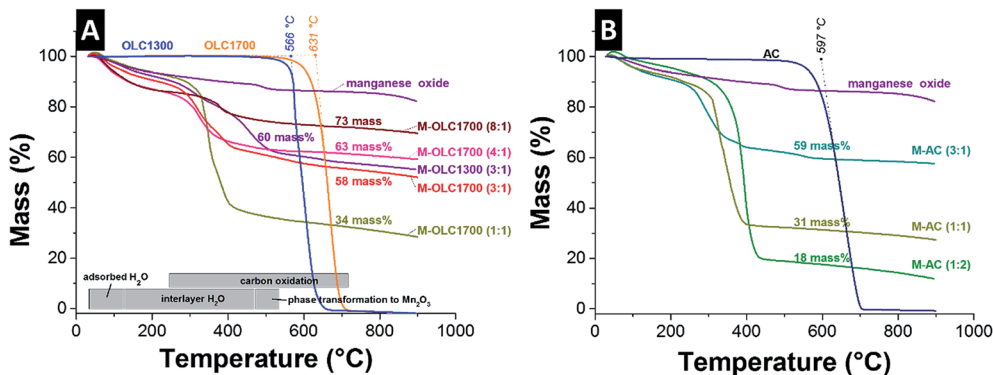 A
OLC1300
OLC1700
566 °C
631 °C
manganese oxide
73 mass
M-OLC1700 (8:1)
60 mass%
63 mass%
M-OLC1700 (4:1)
M-OLC1300 (3:1)
58 mass%
M-OLC1700 (3:1)
34 mass%
M-OLC1700 (1:1)
adsorbed H2O
carbon oxidation
interlayer H2O
phase transformation to Mn2O3
Mass (%)
100
80
60
40
20
0
0 200 400 600 800 1000
Temperature (°C)
B
AC
597 °C
manganese oxide
59 mass%
M-AC (3:1)
31 mass%
M-AC (1:1)
18 mass%
M-AC (1:2)
Mass (%)
100
80
60
40
20
0
0 200 400 600 800 1000
Temperature (°C)